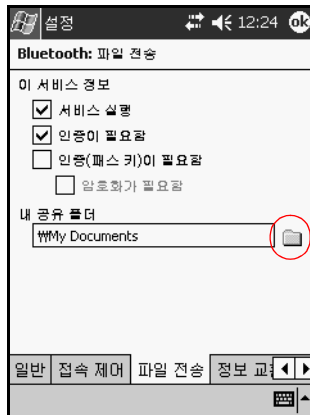 설정 12:24 ok
Bluetooth: 파일 전송
이 서비스 정보
서비스 실행
인증이 필요함
인증(패스 키)이 필요함
암호화가 필요함
내 공유 폴더
₩My Documents
일반 접속 제어 파일 전송 정보 교환